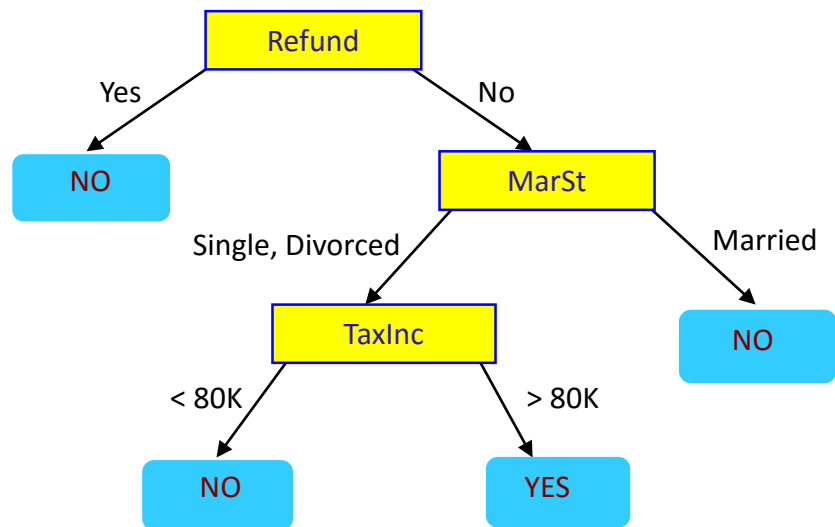 Refund
Yes
No
NO
MarSt
Single, Divorced
Married
TaxInc
NO
< 80K
> 80K
NO
YES